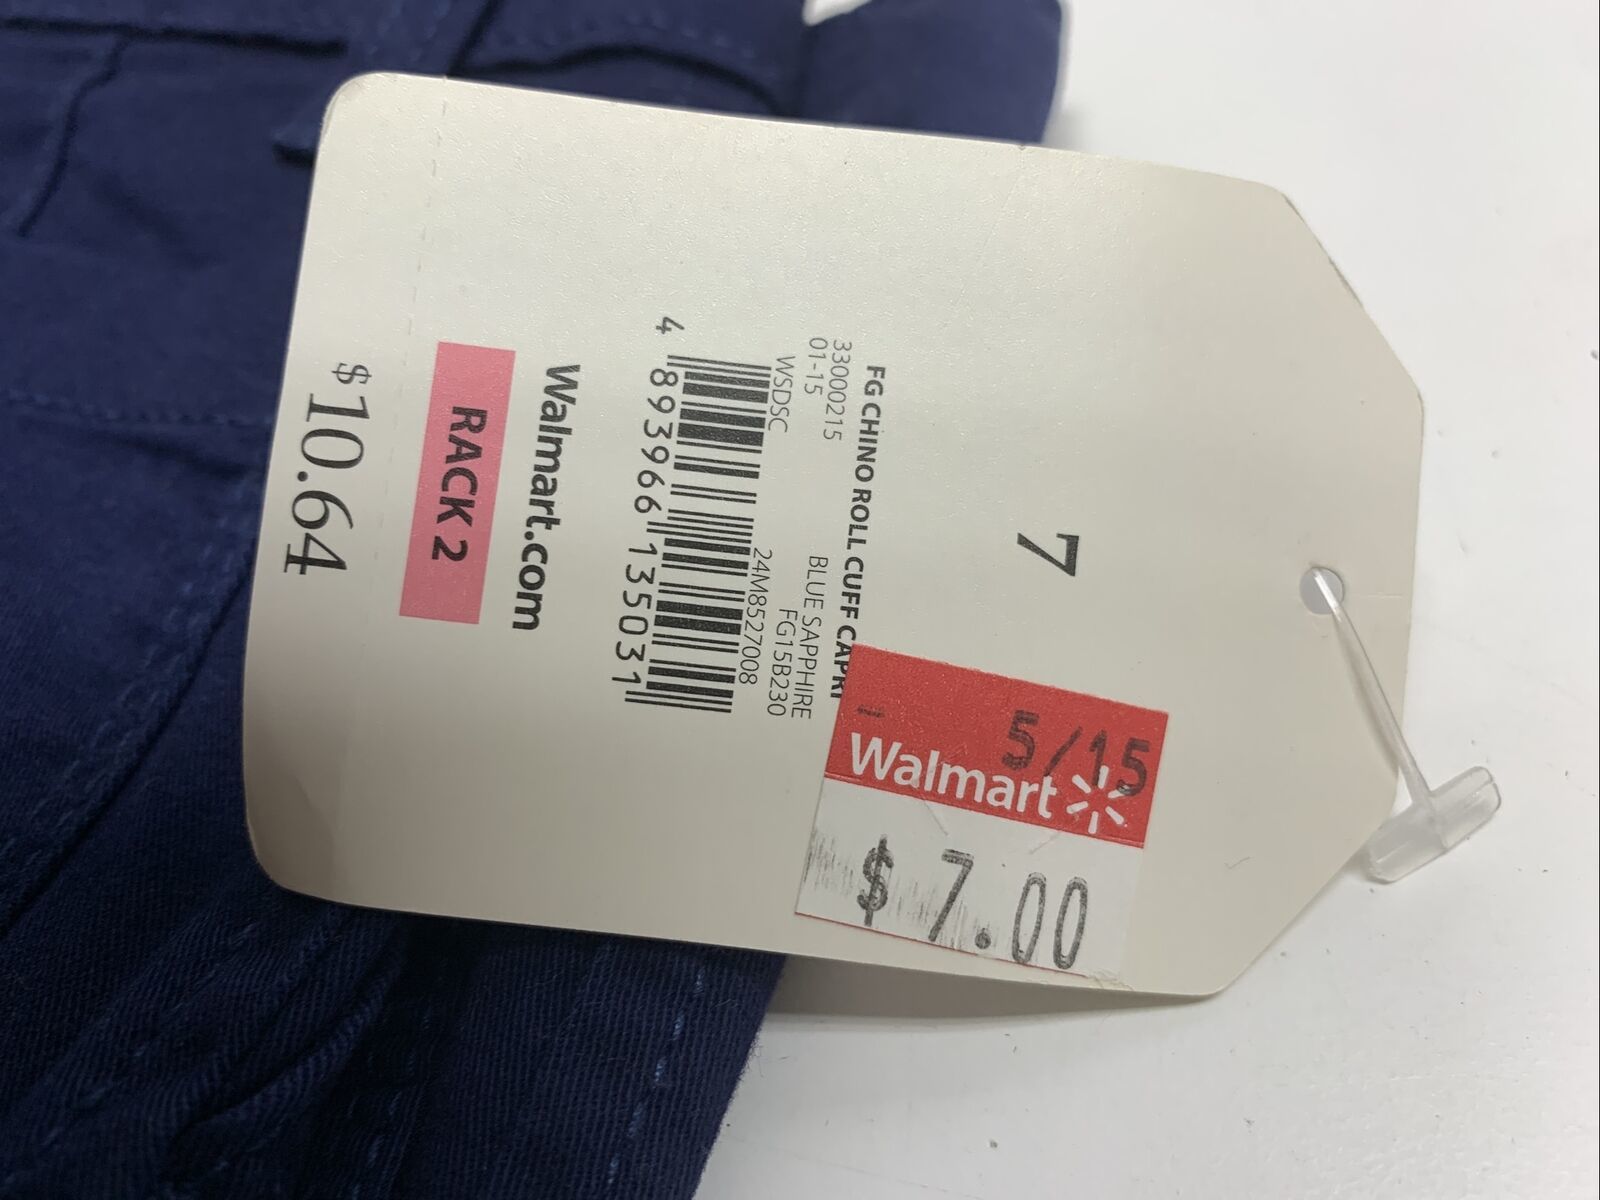 7
FG CHINO ROLL CUFF CAPRI
33000215 BLUE SAPPHIRE
01-15 FG15B230
WSDSC 24M8527008
4 893966 135031
Walmart.com
RACK 2
$10.64
5/15
Walmart
$ 7.00